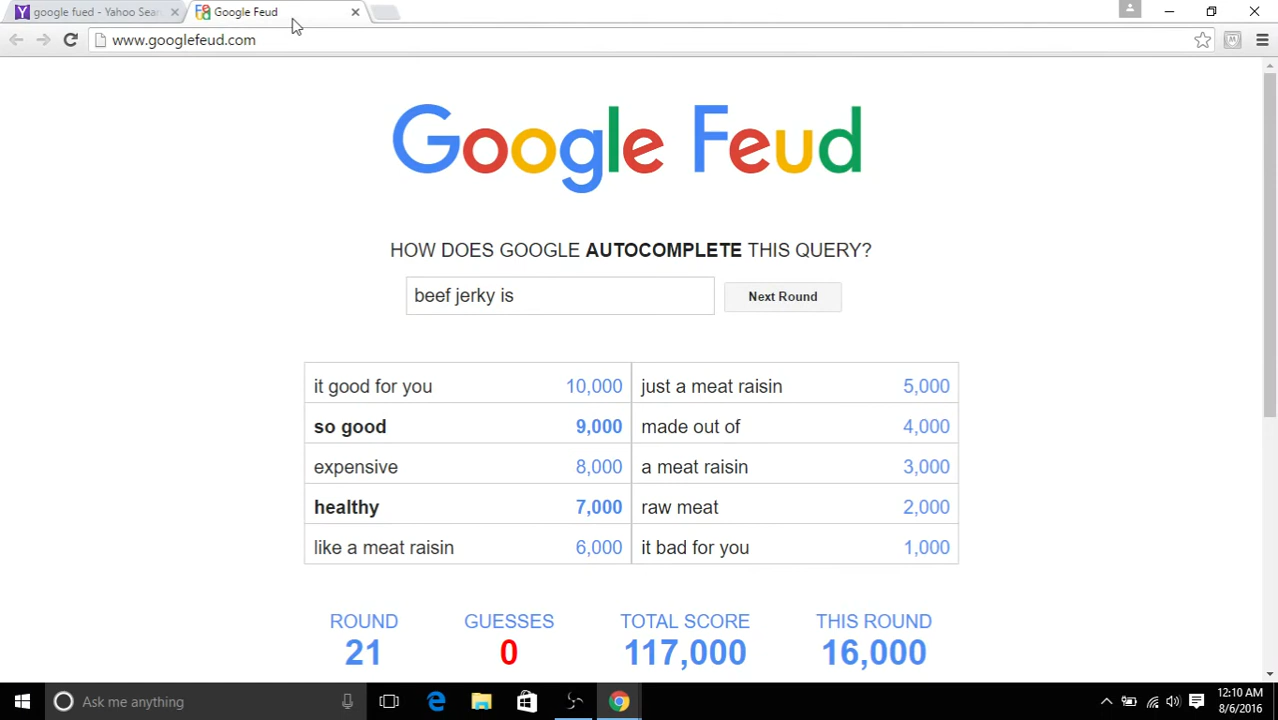 google fued - Yahoo Sear
Google Feud
www.googlefeud.com
Google Feud
HOW DOES GOOGLE AUTOCOMPLETE THIS QUERY?
beef jerky is
Next Round
it good for you 10,000 just a meat raisin 5,000
so good 9,000 made out of 4,000
expensive 8,000 a meat raisin 3,000
healthy 7,000 raw meat 2,000
like a meat raisin 6,000 it bad for you 1,000
ROUND GUESSES TOTAL SCORE THIS ROUND
21 0 117,000 16,000
Ask me anything
12:10 AM
8/6/2016